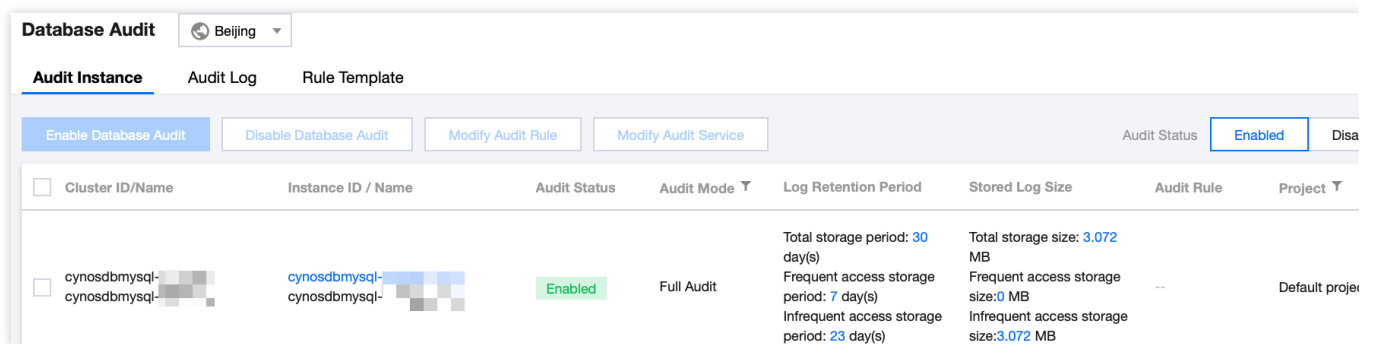 Database Audit
Beijing
Audit Instance
Audit Log
Rule Template
Enable Database Audit
Disable Database Audit
Modify Audit Rule
Modify Audit Service
Audit Status
Enabled
Disa
Cluster ID/Name
Instance ID / Name
Audit Status
Audit Mode
Log Retention Period
Stored Log Size
Audit Rule
Project
cynosdbmysql-
cynosdbmysql-
cynosdbmysql-
cynosdbmysql-
Enabled
Full Audit
Total storage period: 30
day(s)
Frequent access storage
period: 7 day(s)
Infrequent access storage
period: 23 day(s)
Total storage size: 3.072
MB
Frequent access storage
size:0 MB
Infrequent access storage
size:3.072 MB
--
Default projec